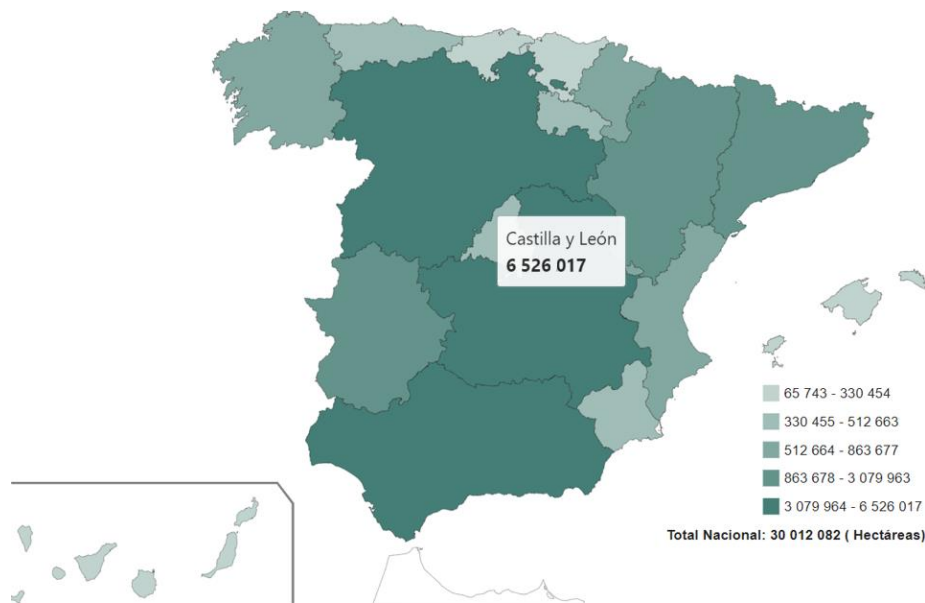 Castilla y León
6 526 017
65 743 - 330 454
330 455 - 512 663
512 664 - 863 677
863 678 - 3 079 963
3 079 964 - 6 526 017
Total Nacional: 30 012 082 ( Hectáreas)